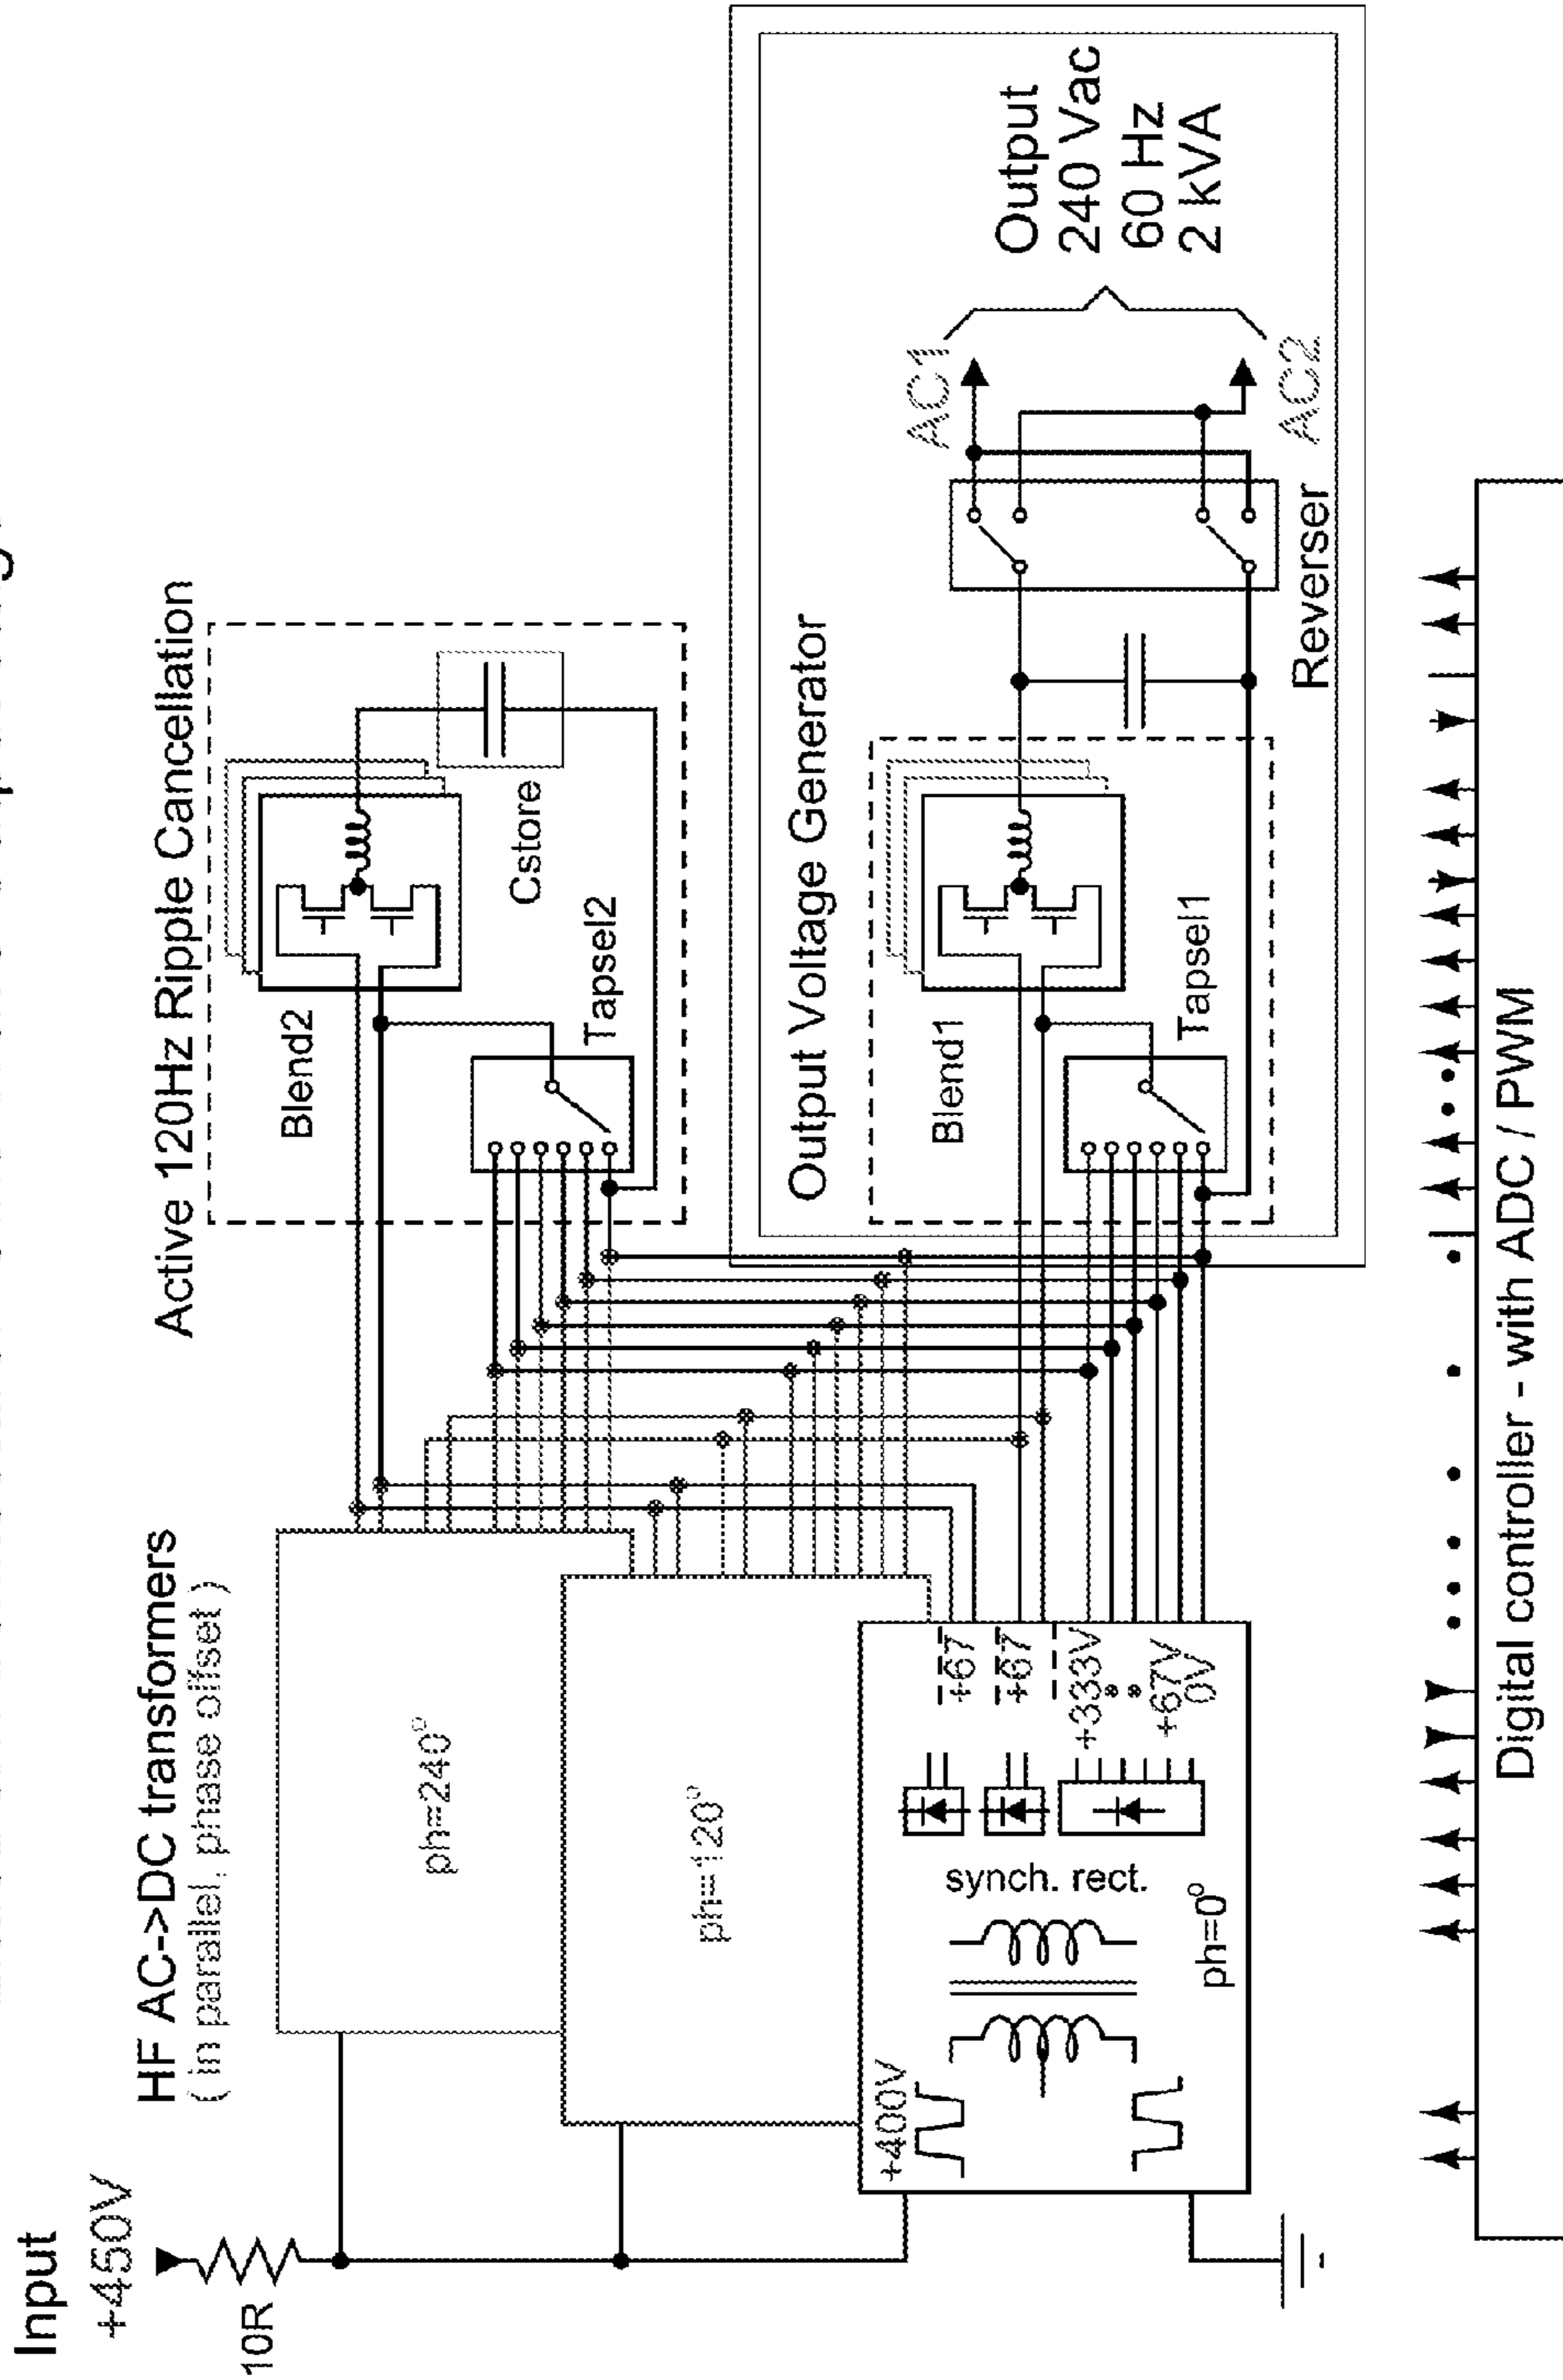 Input
+450V
10R
HF AC->DC transformers
( in parallel, phase offset )
ph=240°
ph=120°
+400V
ph=0°
synch. rect.
+67
+67
+333V
+67V
0V
Active 120Hz Ripple Cancellation
Blend2
Cstore
Tapsel2
Output Voltage Generator
Blend1
Tapsel1
Reverser
AC1
AC2
Output
240 Vac
60 Hz
2 kVA
Digital controller - with ADC / PWM